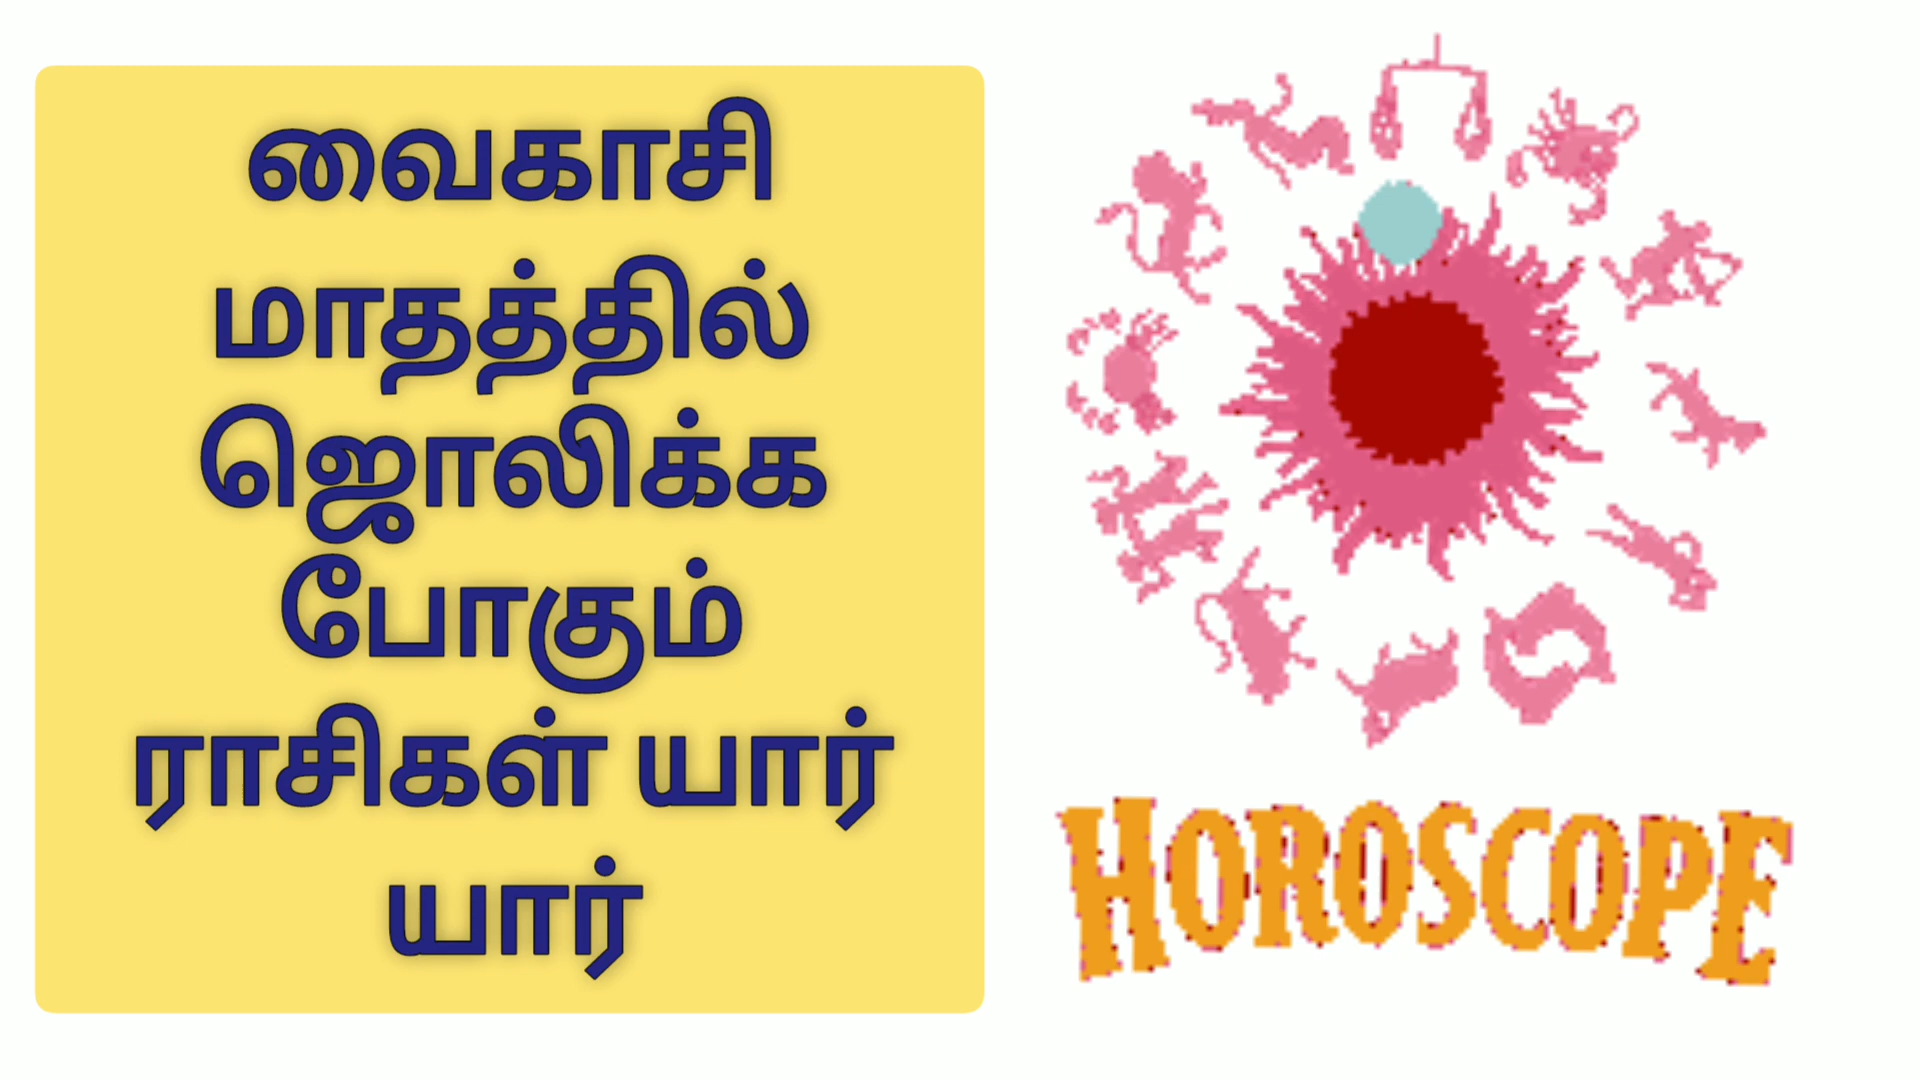 வைகாசி
மாதத்தில்
ஜொலிக்க
போகும்
ராசிகள் யார்
யார்
HOROSCOPE